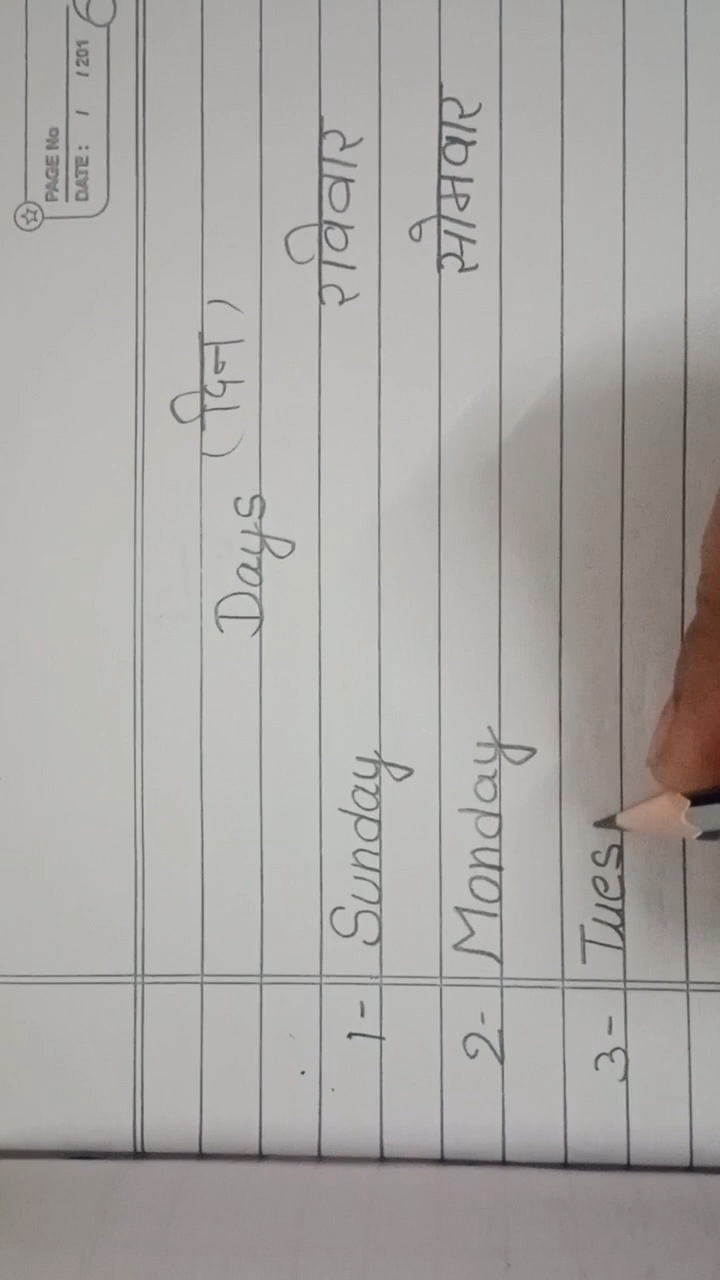 PAGE No
DATE: / / 201
Days (दिन)
1- Sunday रविवार
2- Monday सोमवार
3- Tues